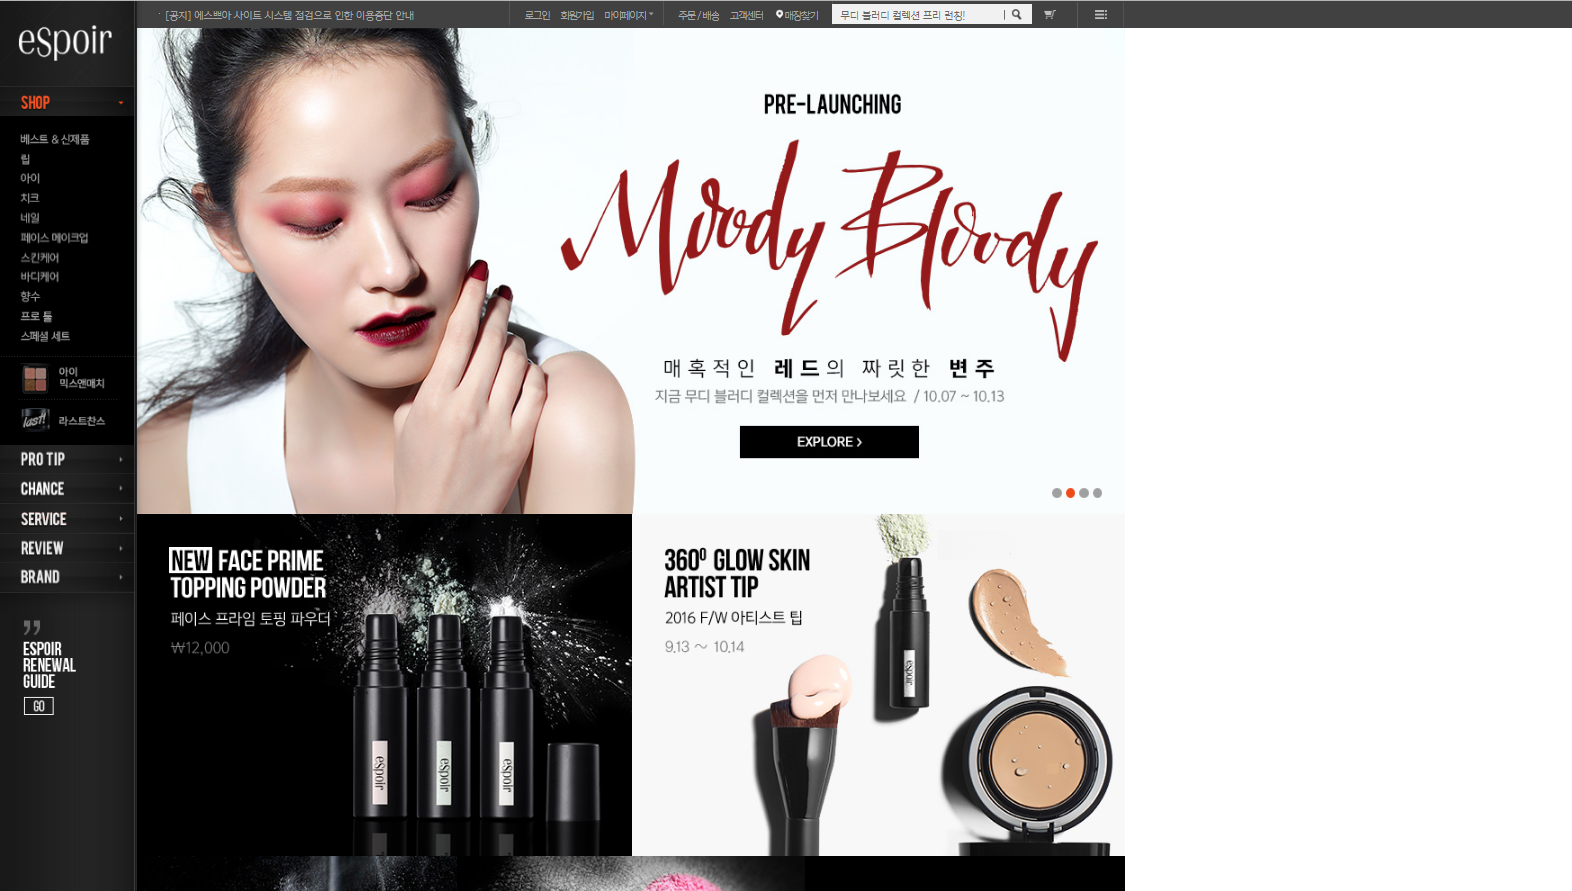 eSpoir
· [공지] 에스쁘아 사이트 시스템 점검으로 인한 이용중단 안내
로그인 회원가입 마이페이지 주문 / 배송 고객센터 매장찾기
무디 블러디 컬렉션 프리 런칭!
SHOP
베스트 & 신제품
립
아이
치크
네일
페이스 메이크업
스킨케어
바디케어
향수
프로 툴
스페셜 세트
아이
믹스앤매치
last!
라스트찬스
PRO TIP
CHANCE
SERVICE
REVIEW
BRAND
ESPOIR
RENEWAL
GUIDE
GO
PRE-LAUNCHING
Moody Bloody
매혹적인 레드의 짜릿한 변주
지금 무디 블러디 컬렉션을 먼저 만나보세요 / 10.07 ~ 10.13
EXPLORE >
NEW FACE PRIME
TOPPING POWDER
페이스 프라임 토핑 파우더
₩12,000
eSpoir
eSpoir
eSpoir
360º GLOW SKIN
ARTIST TIP
2016 F/W 아티스트 팁
9.13 ~ 10.14
eSpoir